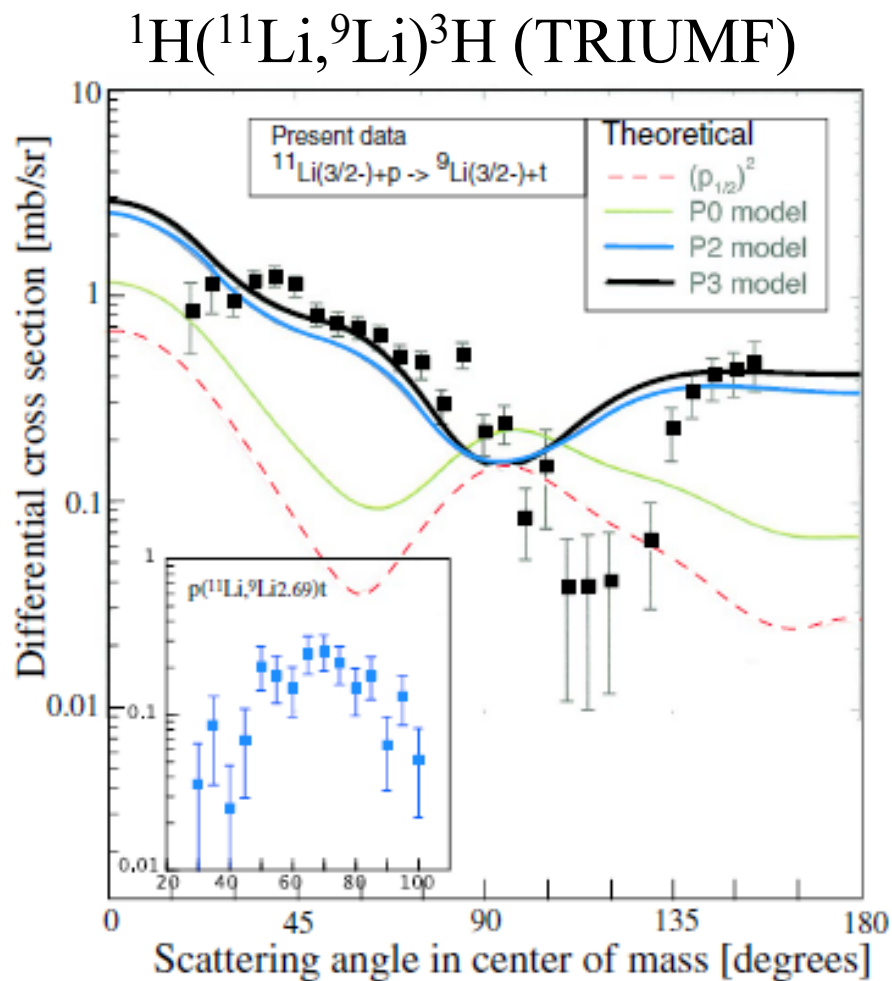 ¹H(¹¹Li,⁹Li)³H (TRIUMF)
10
1
0.1
0.01
Differential cross section [mb/sr]
Present data
¹¹Li(3/2-)+p -> ⁹Li(3/2-)+t
Theoretical
(p₁/₂)²
P0 model
P2 model
P3 model
1
p(¹¹Li,⁹Li2.69)t
0.1
0.01
20 40 60 80 100
0 45 90 135 180
Scattering angle in center of mass [degrees]